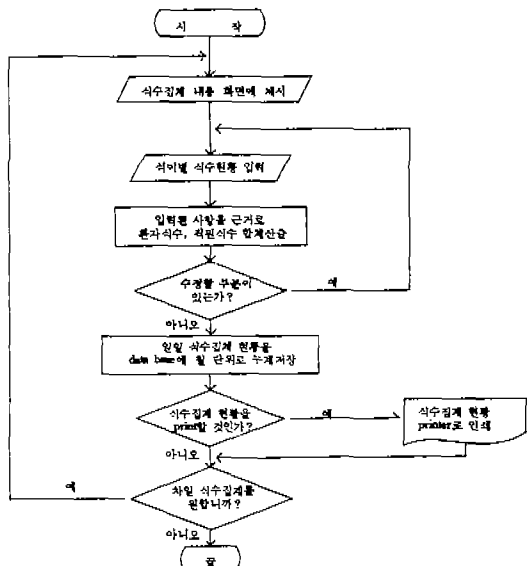 시 작
식수집계 내용 화면에 제시
식이별 식수현황 입력
입력된 사항을 근거로
환자식수, 직원식수 합계산출
수정할 부분이
있는가?
예
아니오
일일 식수집계 현황을
data base에 월 단위로 누계저장
식수집계 현황을
print할 것인가?
예
식수집계 현황
printer로 인쇄
아니오
차일 식수집계를
원합니까?
예
아니오
끝